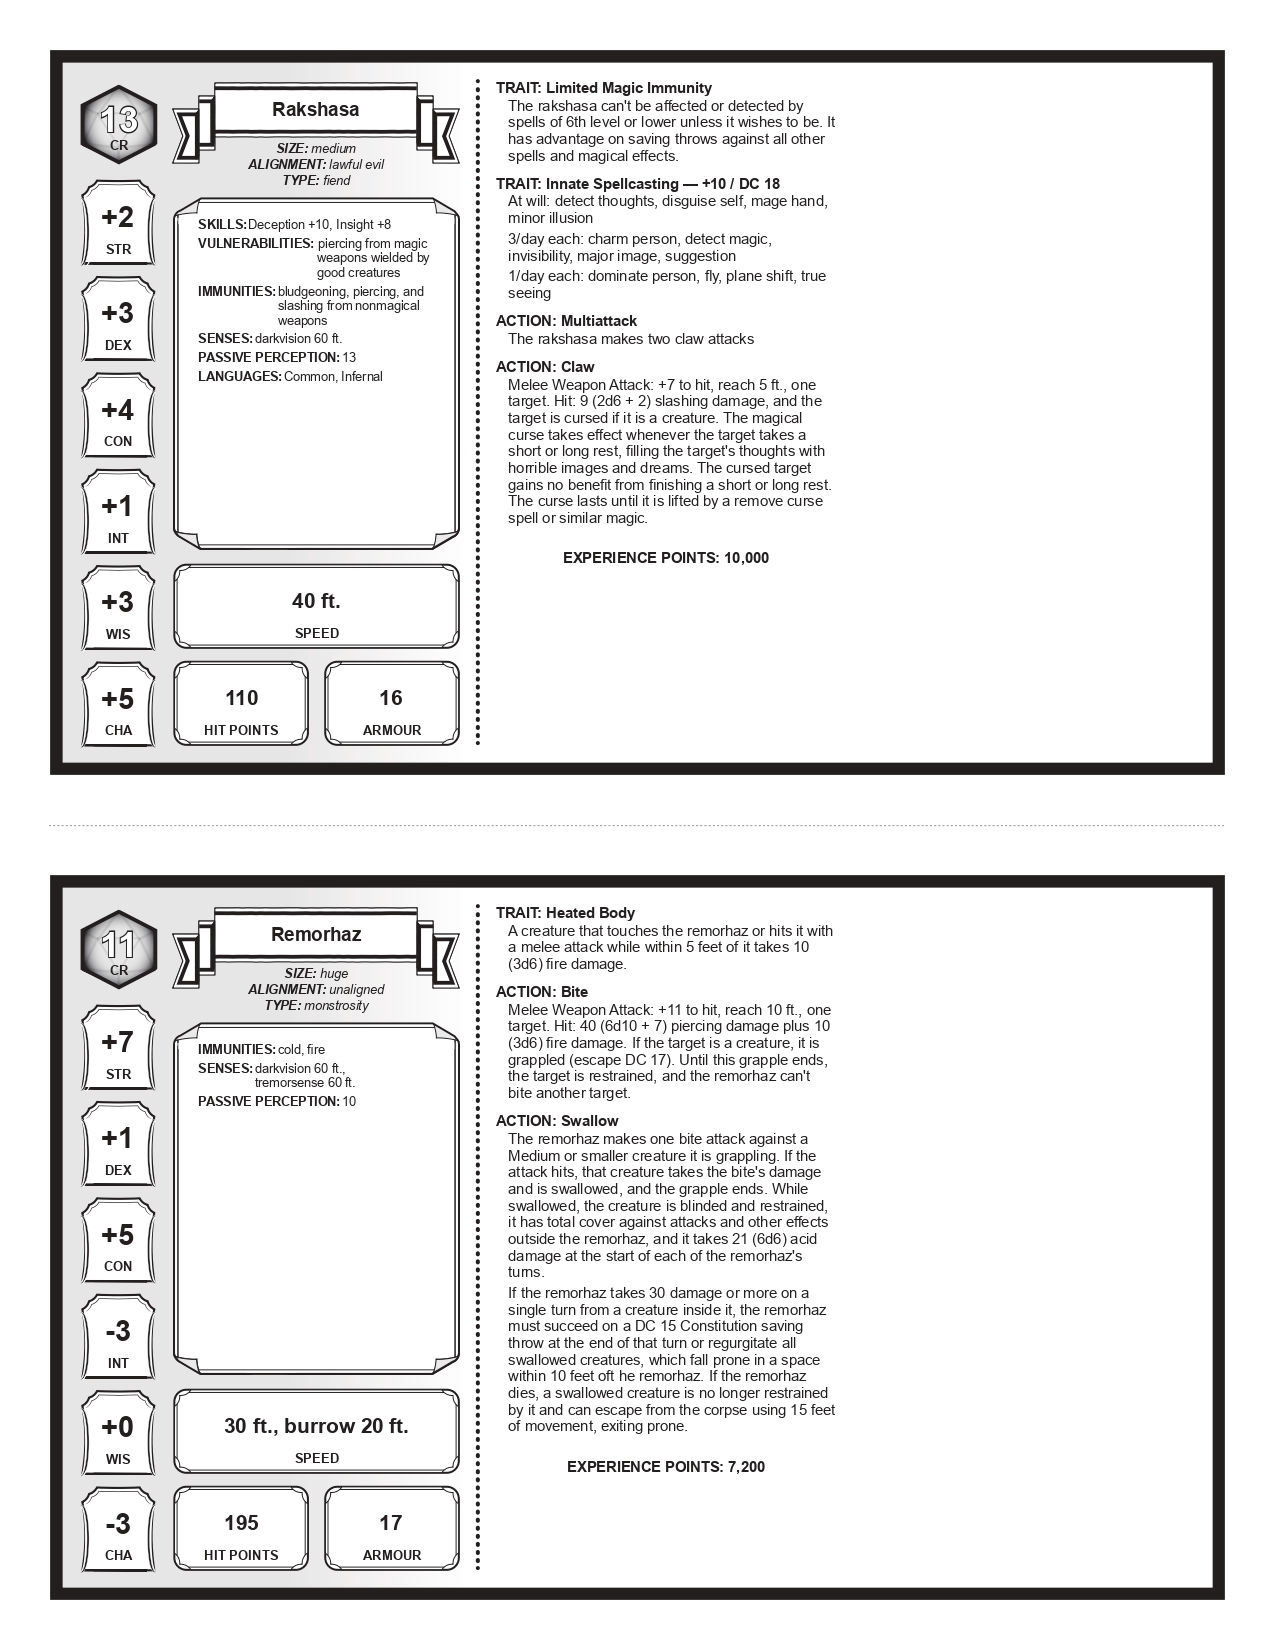 13
CR
Rakshasa
SIZE: medium
ALIGNMENT: lawful evil
TYPE: fiend
+2
STR
+3
DEX
+4
CON
+1
INT
+3
WIS
+5
CHA
SKILLS: Deception +10, Insight +8
VULNERABILITIES: piercing from magic
weapons wielded by
good creatures
IMMUNITIES: bludgeoning, piercing, and
slashing from nonmagical
weapons
SENSES: darkvision 60 ft.
PASSIVE PERCEPTION: 13
LANGUAGES: Common, Infernal
40 ft.
SPEED
110
HIT POINTS
16
ARMOUR
TRAIT: Limited Magic Immunity
The rakshasa can't be affected or detected by
spells of 6th level or lower unless it wishes to be. It
has advantage on saving throws against all other
spells and magical effects.
TRAIT: Innate Spellcasting — +10 / DC 18
At will: detect thoughts, disguise self, mage hand,
minor illusion
3/day each: charm person, detect magic,
invisibility, major image, suggestion
1/day each: dominate person, fly, plane shift, true
seeing
ACTION: Multiattack
The rakshasa makes two claw attacks
ACTION: Claw
Melee Weapon Attack: +7 to hit, reach 5 ft., one
target. Hit: 9 (2d6 + 2) slashing damage, and the
target is cursed if it is a creature. The magical
curse takes effect whenever the target takes a
short or long rest, filling the target's thoughts with
horrible images and dreams. The cursed target
gains no benefit from finishing a short or long rest.
The curse lasts until it is lifted by a remove curse
spell or similar magic.
EXPERIENCE POINTS: 10,000
11
CR
Remorhaz
SIZE: huge
ALIGNMENT: unaligned
TYPE: monstrosity
+7
STR
+1
DEX
+5
CON
-3
INT
+0
WIS
-3
CHA
IMMUNITIES: cold, fire
SENSES: darkvision 60 ft.,
tremorsense 60 ft.
PASSIVE PERCEPTION: 10
30 ft., burrow 20 ft.
SPEED
195
HIT POINTS
17
ARMOUR
TRAIT: Heated Body
A creature that touches the remorhaz or hits it with
a melee attack while within 5 feet of it takes 10
(3d6) fire damage.
ACTION: Bite
Melee Weapon Attack: +11 to hit, reach 10 ft., one
target. Hit: 40 (6d10 + 7) piercing damage plus 10
(3d6) fire damage. If the target is a creature, it is
grappled (escape DC 17). Until this grapple ends,
the target is restrained, and the remorhaz can't
bite another target.
ACTION: Swallow
The remorhaz makes one bite attack against a
Medium or smaller creature it is grappling. If the
attack hits, that creature takes the bite's damage
and is swallowed, and the grapple ends. While
swallowed, the creature is blinded and restrained,
it has total cover against attacks and other effects
outside the remorhaz, and it takes 21 (6d6) acid
damage at the start of each of the remorhaz's
turns.
If the remorhaz takes 30 damage or more on a
single turn from a creature inside it, the remorhaz
must succeed on a DC 15 Constitution saving
throw at the end of that turn or regurgitate all
swallowed creatures, which fall prone in a space
within 10 feet oft he remorhaz. If the remorhaz
dies, a swallowed creature is no longer restrained
by it and can escape from the corpse using 15 feet
of movement, exiting prone.
EXPERIENCE POINTS: 7,200